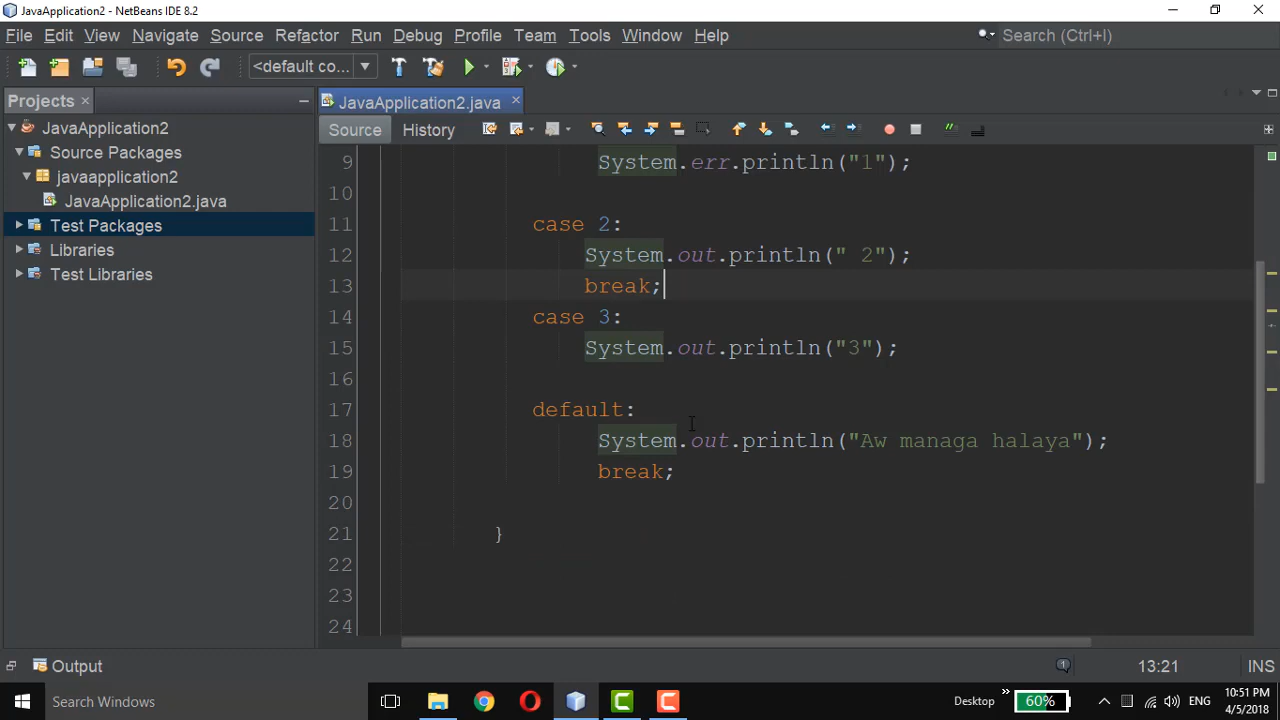 JavaApplication2 - NetBeans IDE 8.2
File Edit View Navigate Source Refactor Run Debug Profile Team Tools Window Help
Search (Ctrl+I)
<default co...
Projects
JavaApplication2.java
JavaApplication2
Source Packages
javaapplication2
JavaApplication2.java
Test Packages
Libraries
Test Libraries
Source History
9 System.err.println("1");
10
11 case 2:
12 System.out.println(" 2");
13 break;
14 case 3:
15 System.out.println("3");
16
17 default:
18 System.out.println("Aw managa halaya");
19 break;
20
21 }
22
23
24
Output
1
13:21
INS
Search Windows
Desktop
60%
ENG
10:51 PM
4/5/2018